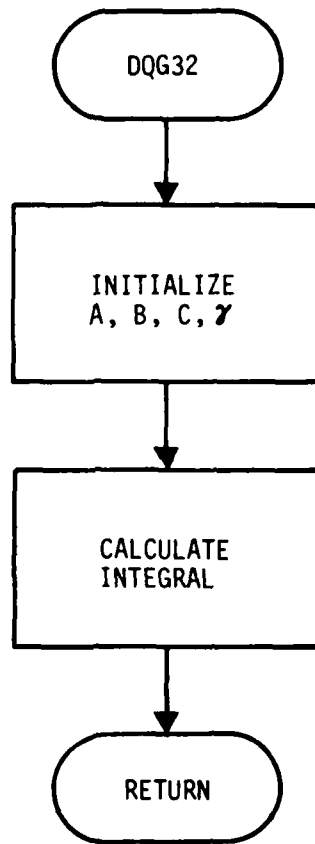 DQG32
INITIALIZE
A, B, C, γ
CALCULATE
INTEGRAL
RETURN